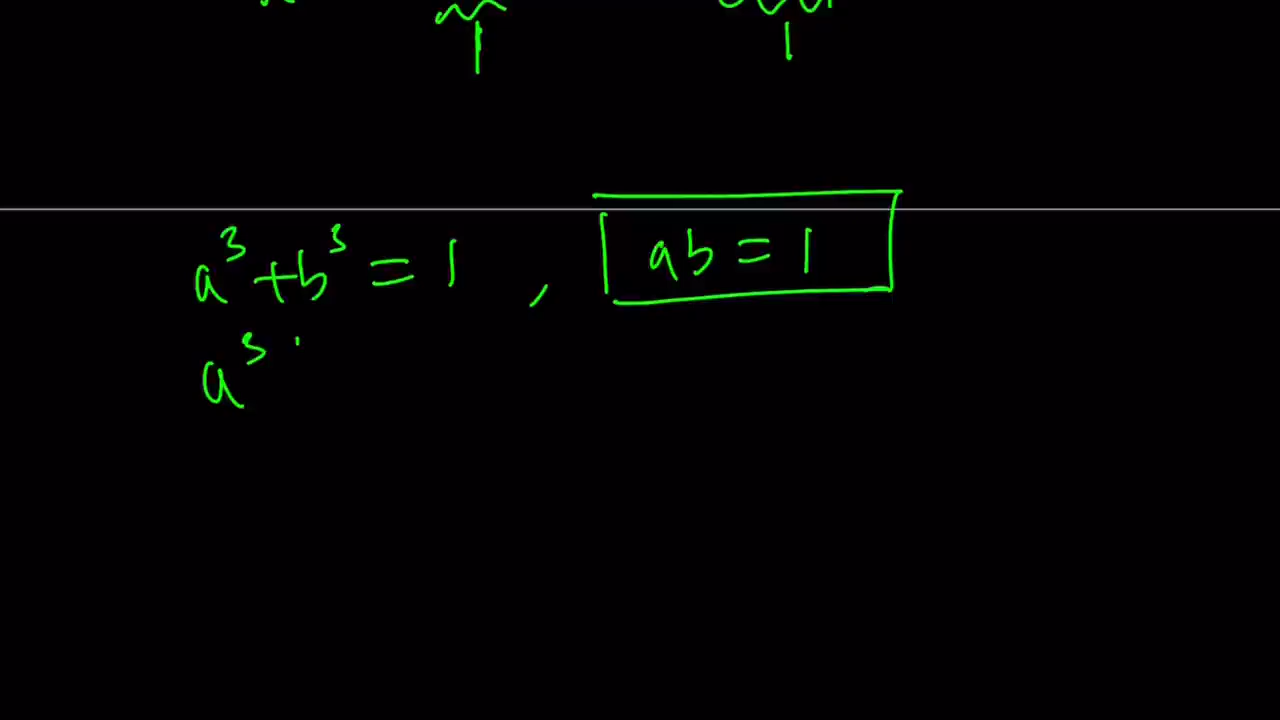 a³+b³ = 1 , ab = 1
a³